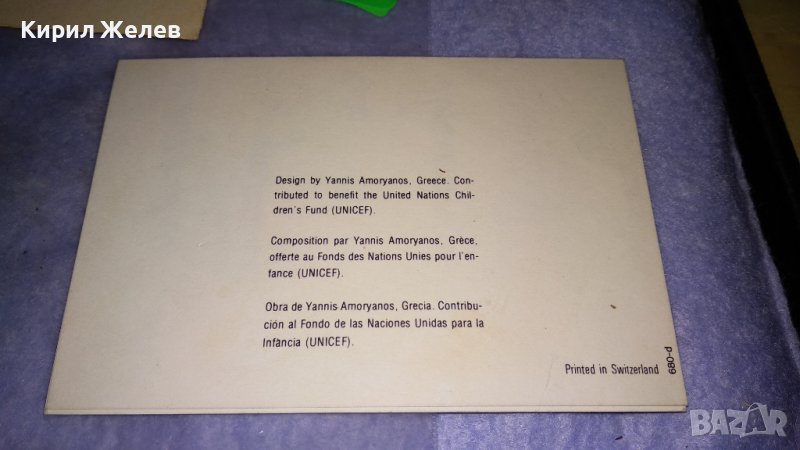 Кирил Желев
Design by Yannis Amoryanos, Greece. Con-
tributed to benefit the United Nations Chil-
dren's Fund (UNICEF).
Composition par Yannis Amoryanos, Grèce,
offerte au Fonds des Nations Unies pour l'en-
fance (UNICEF).
Obra de Yannis Amoryanos, Grecia. Contribu-
ción al Fondo de las Naciones Unidas para la
Infància (UNICEF).
Printed in Switzerland
680-d
BAZAR